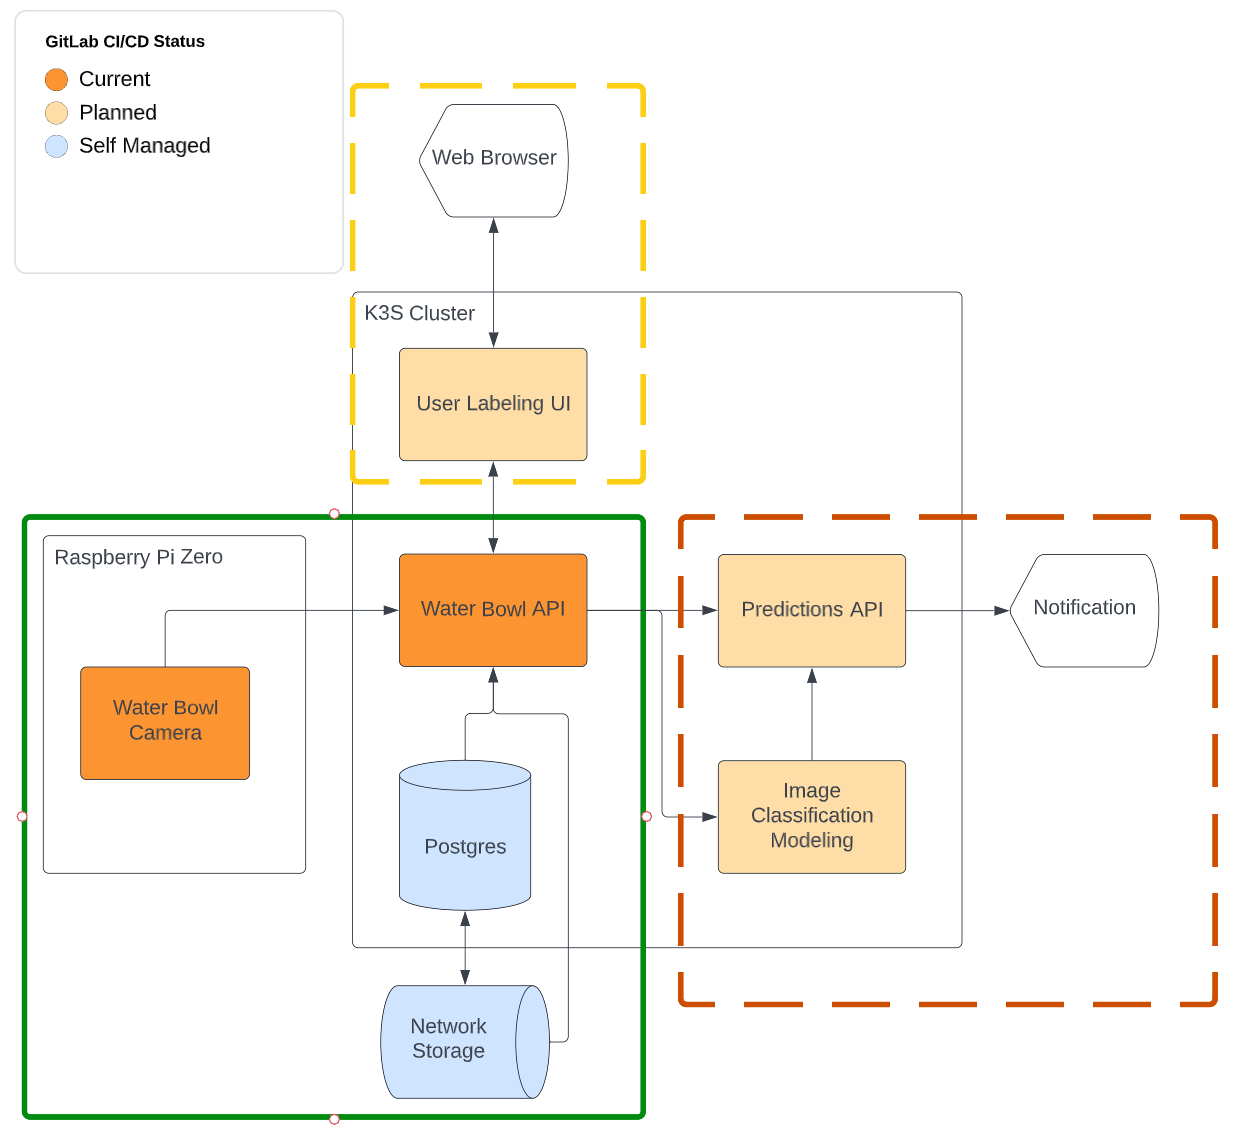 GitLab CI/CD Status
Current
Planned
Self Managed
Web Browser
K3S Cluster
User Labeling UI
Raspberry Pi Zero
Water Bowl API
Predictions API
Notification
Water Bowl
Camera
Image
Classification
Modeling
Postgres
Network
Storage